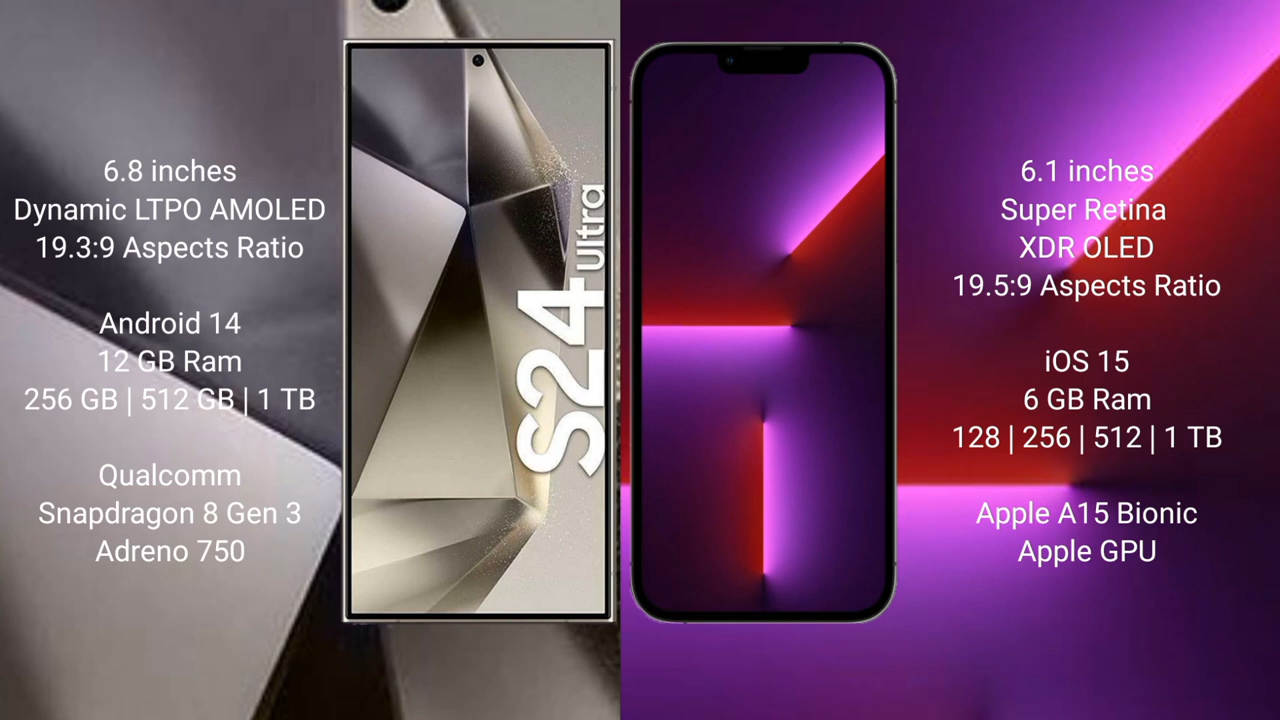 6.8 inches
Dynamic LTPO AMOLED
19.3:9 Aspects Ratio
Android 14
12 GB Ram
256 GB | 512 GB | 1 TB
Qualcomm
Snapdragon 8 Gen 3
Adreno 750
S24 ultra
6.1 inches
Super Retina
XDR OLED
19.5:9 Aspects Ratio
iOS 15
6 GB Ram
128 | 256 | 512 | 1 TB
Apple A15 Bionic
Apple GPU